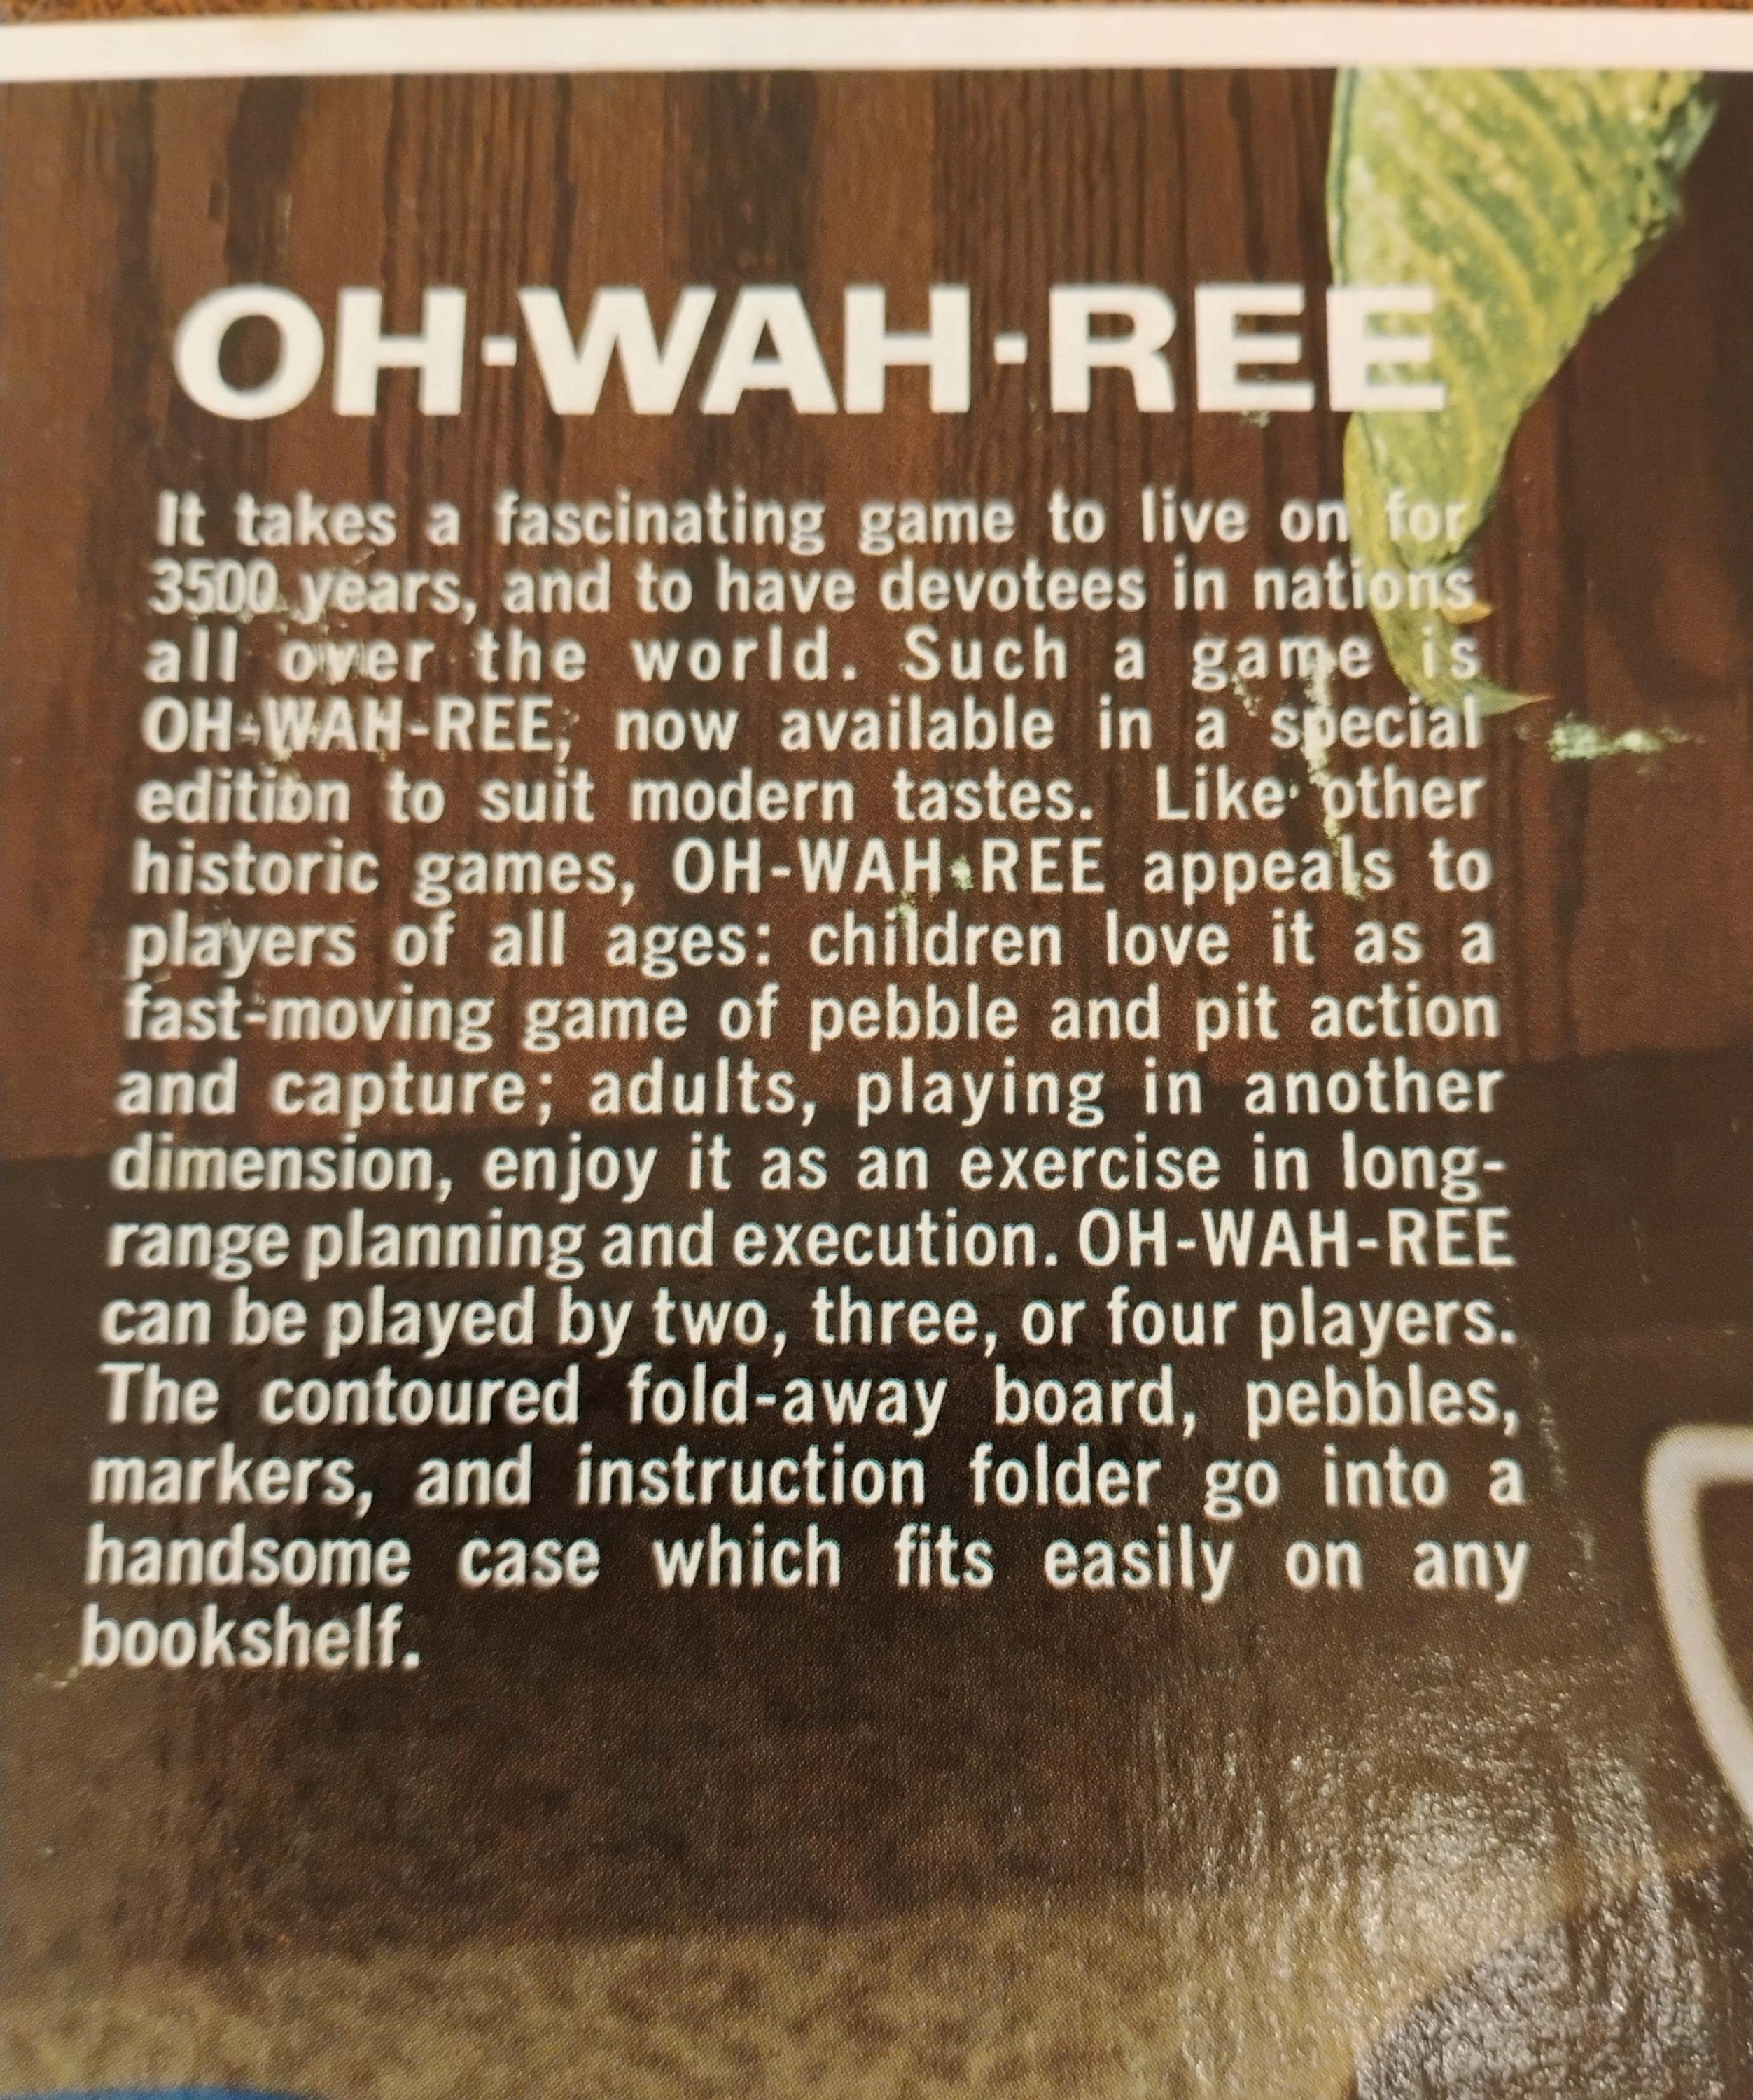 OH·WAH·REE
It takes a fascinating game to live on for
3500 years, and to have devotees in nations
all over the world. Such a game is
OH-WAH-REE, now available in a special
edition to suit modern tastes. Like other
historic games, OH-WAH-REE appeals to
players of all ages: children love it as a
fast-moving game of pebble and pit action
and capture; adults, playing in another
dimension, enjoy it as an exercise in long-
range planning and execution. OH-WAH-REE
can be played by two, three, or four players.
The contoured fold-away board, pebbles,
markers, and instruction folder go into a
handsome case which fits easily on any
bookshelf.